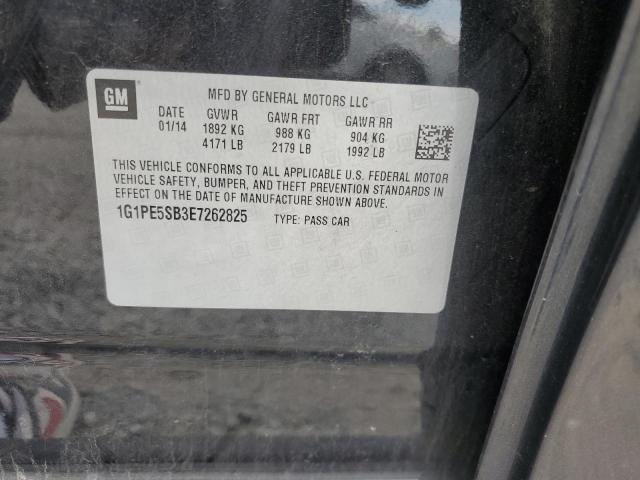 GM
MFD BY GENERAL MOTORS LLC
DATE GVWR GAWR FRT GAWR RR
01/14 1892 KG 988 KG 904 KG
4171 LB 2179 LB 1992 LB
THIS VEHICLE CONFORMS TO ALL APPLICABLE U.S. FEDERAL MOTOR
VEHICLE SAFETY, BUMPER, AND THEFT PREVENTION STANDARDS IN
EFFECT ON THE DATE OF MANUFACTURE SHOWN ABOVE.
1G1PE5SB3E7262825 TYPE: PASS CAR